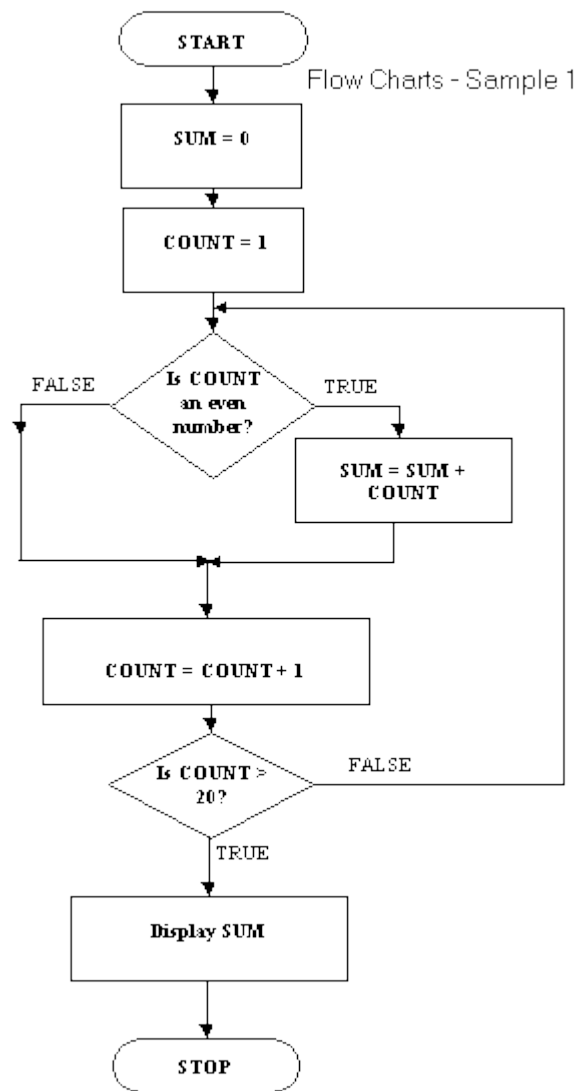 START
Flow Charts - Sample 1
SUM = 0
COUNT = 1
Is COUNT
an even
number?
FALSE
TRUE
SUM = SUM +
COUNT
COUNT = COUNT + 1
Is COUNT >
20?
FALSE
TRUE
Display SUM
STOP